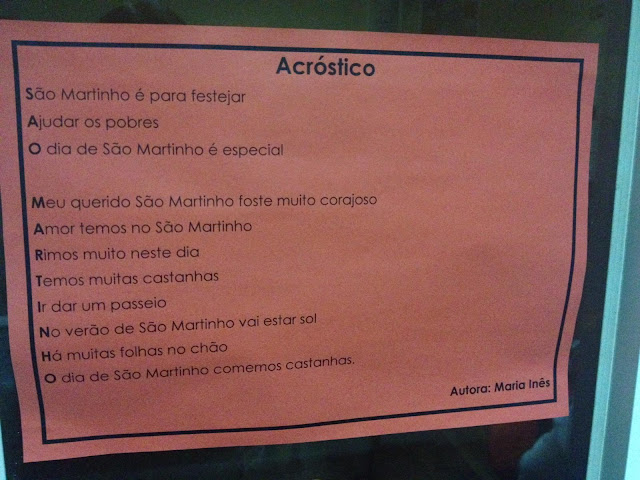 Acróstico
São Martinho é para festejar
Ajudar os pobres
O dia de São Martinho é especial
Meu querido São Martinho foste muito corajoso
Amor temos no São Martinho
Rimos muito neste dia
Temos muitas castanhas
Ir dar um passeio
No verão de São Martinho vai estar sol
Há muitas folhas no chão
O dia de São Martinho comemos castanhas.
Autora: Maria Inês